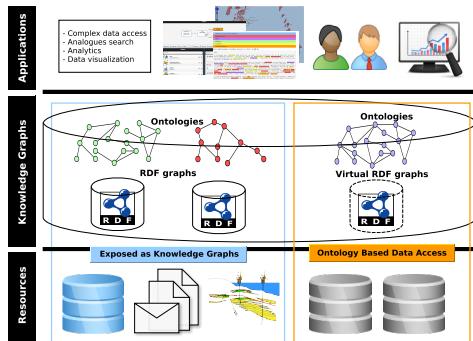 Applications
- Complex data access
- Analogues search
- Analytics
- Data visualization
Knowledge Graphs
Ontologies
Ontologies
RDF graphs
Virtual RDF graphs
R D F
R D F
R D F
Exposed as Knowledge Graphs
Ontology Based Data Access
Resources